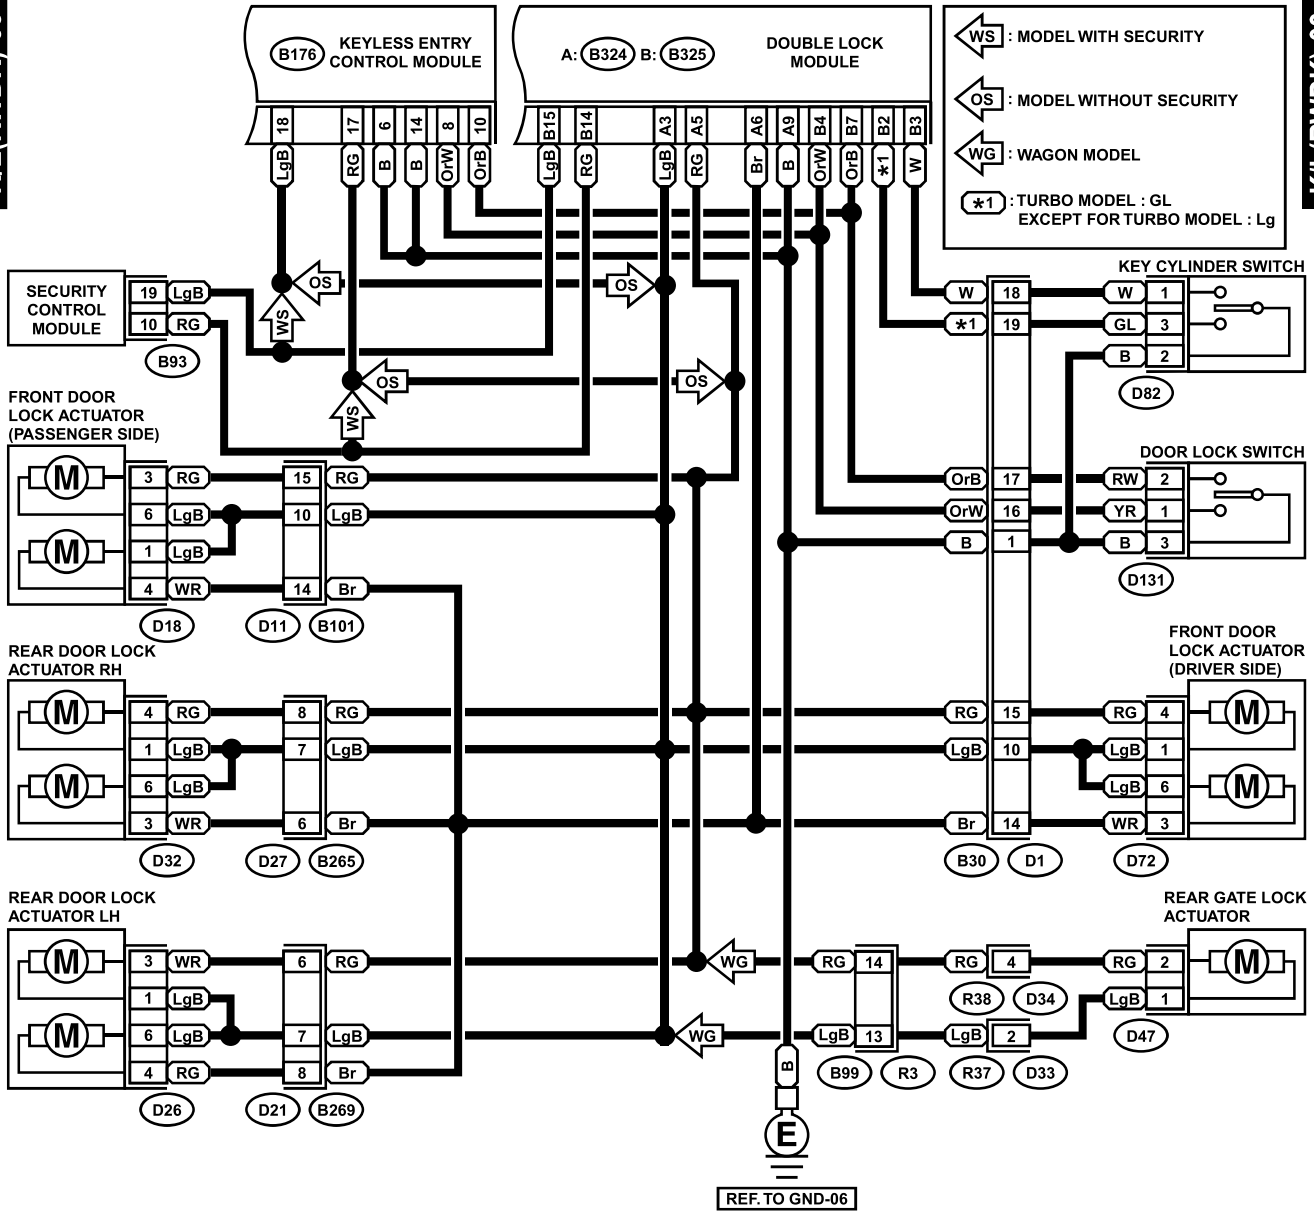 B176 KEYLESS ENTRY
CONTROL MODULE
A: B324 B: B325 DOUBLE LOCK
MODULE
18 17 6 14 8 10 B15 B14 A3 A5 A6 A9 B4 B7 B2 B3
LgB RG B B OrW OrB LgB RG LgB RG Br B OrW OrB *1 W
WS : MODEL WITH SECURITY
OS : MODEL WITHOUT SECURITY
WG : WAGON MODEL
*1 : TURBO MODEL : GL
EXCEPT FOR TURBO MODEL : Lg
SECURITY
CONTROL
MODULE
19 LgB
10 RG
B93
OS
OS
WS
OS
OS
WS
KEY CYLINDER SWITCH
W 18 W 1
*1 19 GL 3
B 2
D82
FRONT DOOR
LOCK ACTUATOR
(PASSENGER SIDE)
M
M
3 RG 15 RG
6 LgB 10 LgB
1 LgB
4 WR 14 Br
D18 D11 B101
DOOR LOCK SWITCH
OrB 17 RW 2
OrW 16 YR 1
B 1 B 3
D131
REAR DOOR LOCK
ACTUATOR RH
M
M
4 RG 8 RG
1 LgB 7 LgB
6 LgB
3 WR 6 Br
D32 D27 B265
FRONT DOOR
LOCK ACTUATOR
(DRIVER SIDE)
RG 15 RG 4
LgB 10 LgB 1
LgB 6
Br 14 WR 3
M
M
B30 D1 D72
REAR DOOR LOCK
ACTUATOR LH
M
M
3 WR 6 RG
1 LgB
6 LgB 7 LgB
4 RG 8 Br
D26 D21 B269
REAR GATE LOCK
ACTUATOR
WG RG 14 RG 4 RG 2
M
R38 D34
LgB 1
WG LgB 13 LgB 2
D47
B99 R3 R37 D33
B
E
REF. TO GND-06